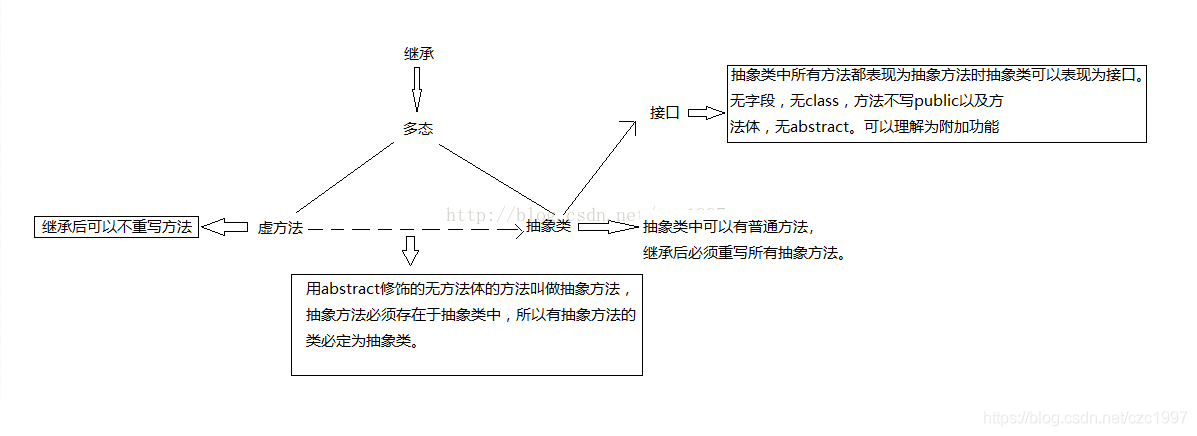 继承
多态
接口
抽象类中所有方法都表现为抽象方法时抽象类可以表现为接口。
无字段，无class，方法不写public以及方
法体，无abstract。可以理解为附加功能
继承后可以不重写方法
虚方法
http://blog.csdn.net/
抽象类
抽象类中可以有普通方法，
继承后必须重写所有抽象方法。
用abstract修饰的无方法体的方法叫做抽象方法，
抽象方法必须存在于抽象类中，所以有抽象方法的
类必定为抽象类。
https://blog.csdn.net/czc1997